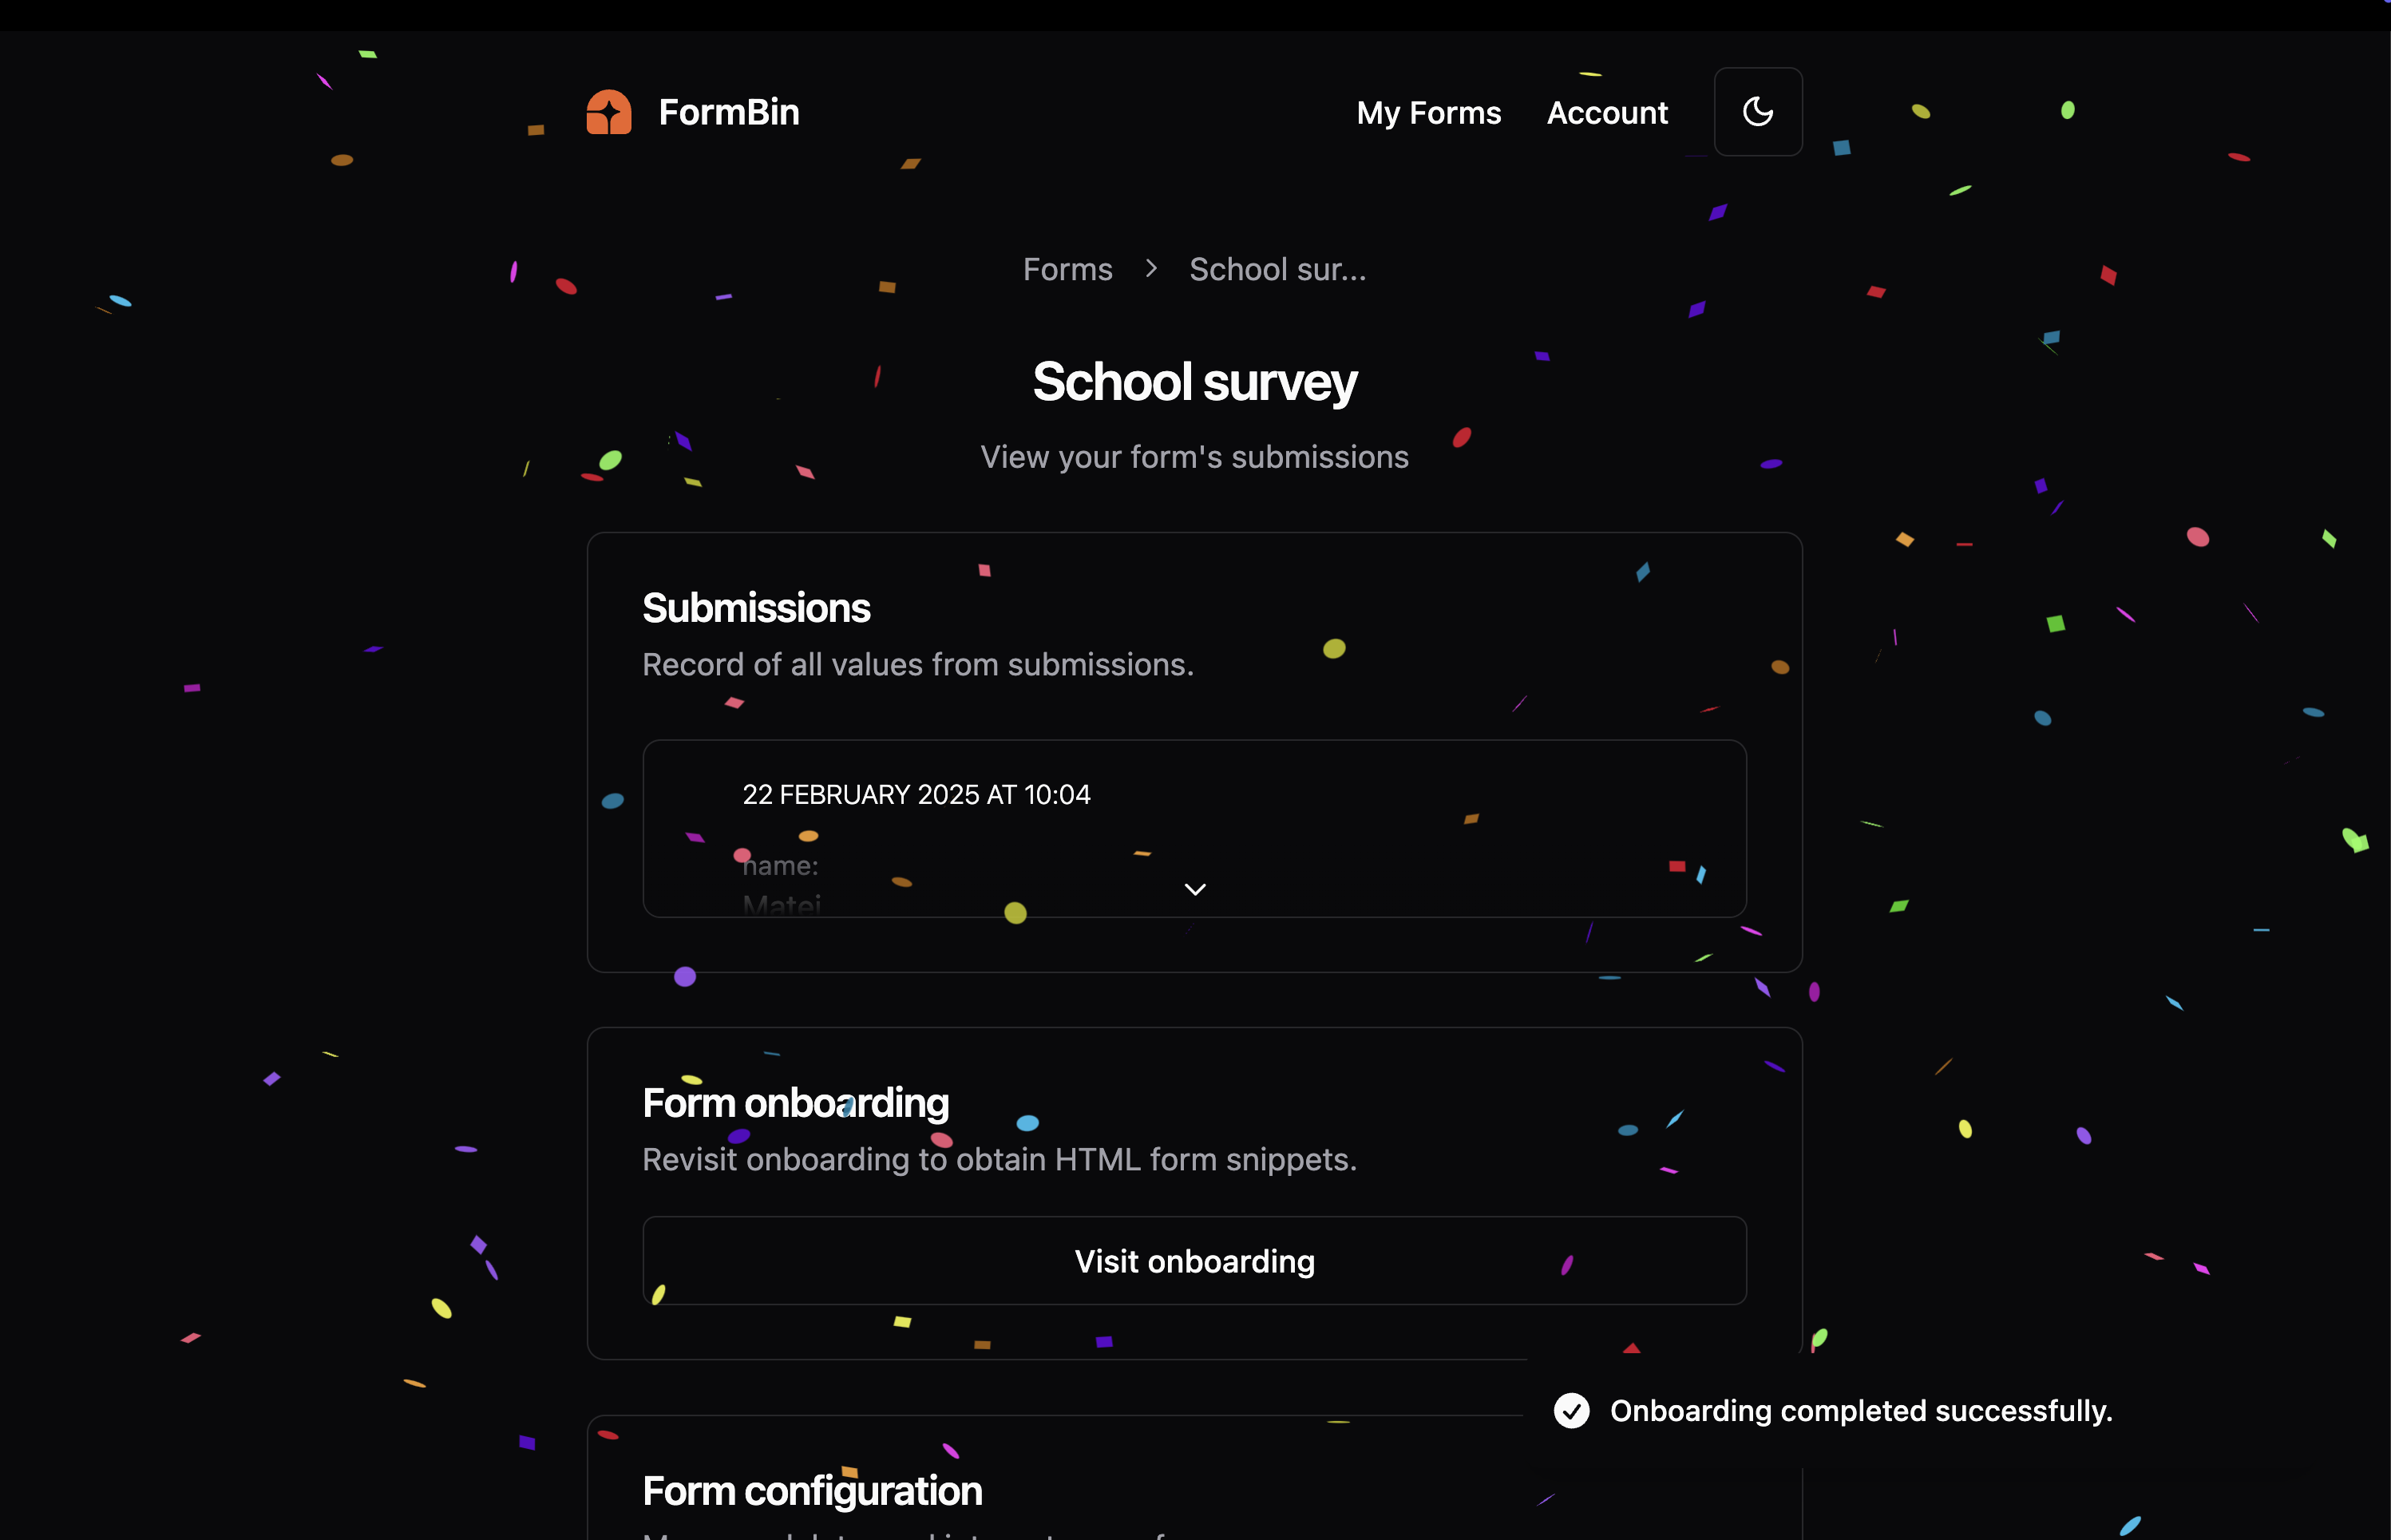 FormBin
My Forms
Account
Forms
School sur...
School survey
View your form's submissions
Submissions
Record of all values from submissions.
22 FEBRUARY 2025 AT 10:04
name:
Matej
Form onboarding
Revisit onboarding to obtain HTML form snippets.
Visit onboarding
Onboarding completed successfully.
Form configuration